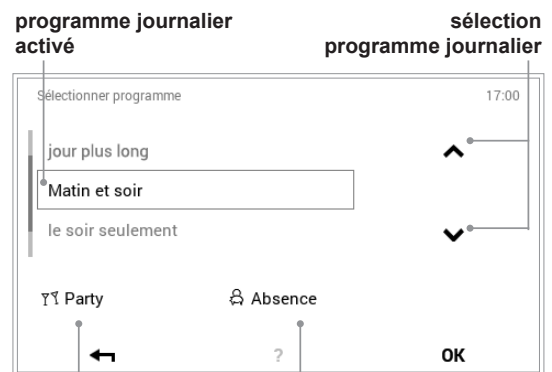 programme journalier
activé
sélection
programme journalier
Sélectionner programme
17:00
jour plus long
Matin et soir
le soir seulement
Party
Absence
?
OK